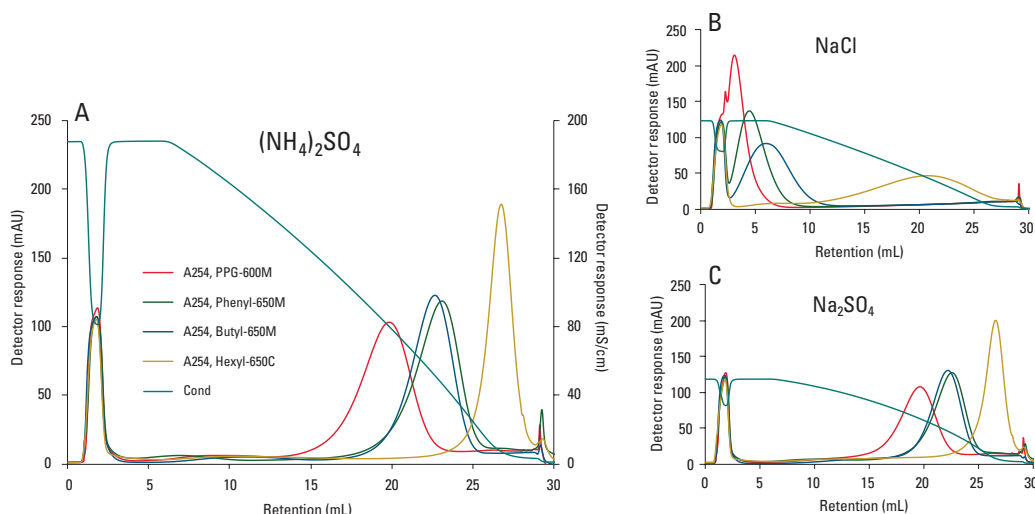 A
(NH₄)₂SO₄
Detector response (mAU)
250
200
150
100
50
0
Detector response (mS/cm)
200
160
120
80
40
0
A254, PPG-600M
A254, Phenyl-650M
A254, Butyl-650M
A254, Hexyl-650C
Cond
0 5 10 15 20 25 30
Retention (mL)
B
NaCl
Detector response (mAU)
250
200
150
100
50
0
0 5 10 15 20 25 30
Retention (mL)
C
Na₂SO₄
Detector response (mAU)
250
200
150
100
50
0
0 5 10 15 20 25 30
Retention (mL)